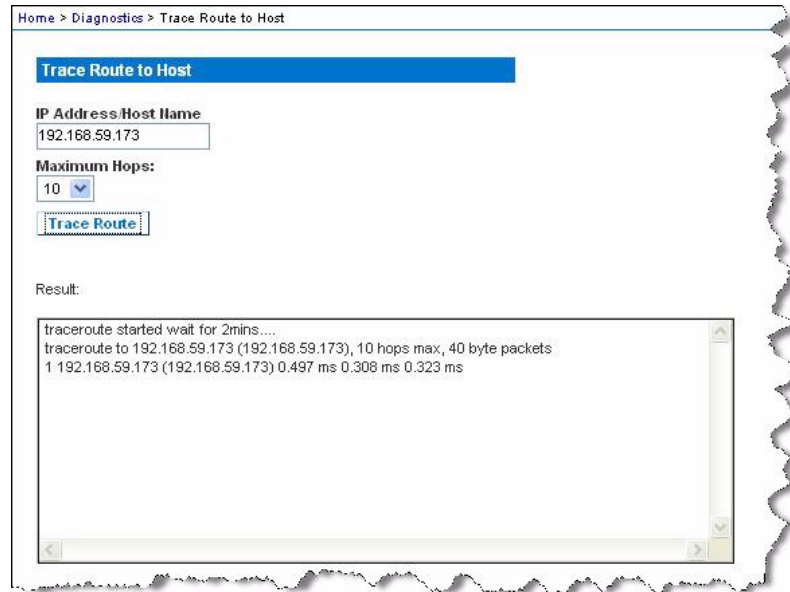 Home > Diagnostics > Trace Route to Host
Trace Route to Host
IP Address/Host Name
192.168.59.173
Maximum Hops:
10
Trace Route
Result:
traceroute started wait for 2mins....
traceroute to 192.168.59.173 (192.168.59.173), 10 hops max, 40 byte packets
1 192.168.59.173 (192.168.59.173) 0.497 ms 0.308 ms 0.323 ms